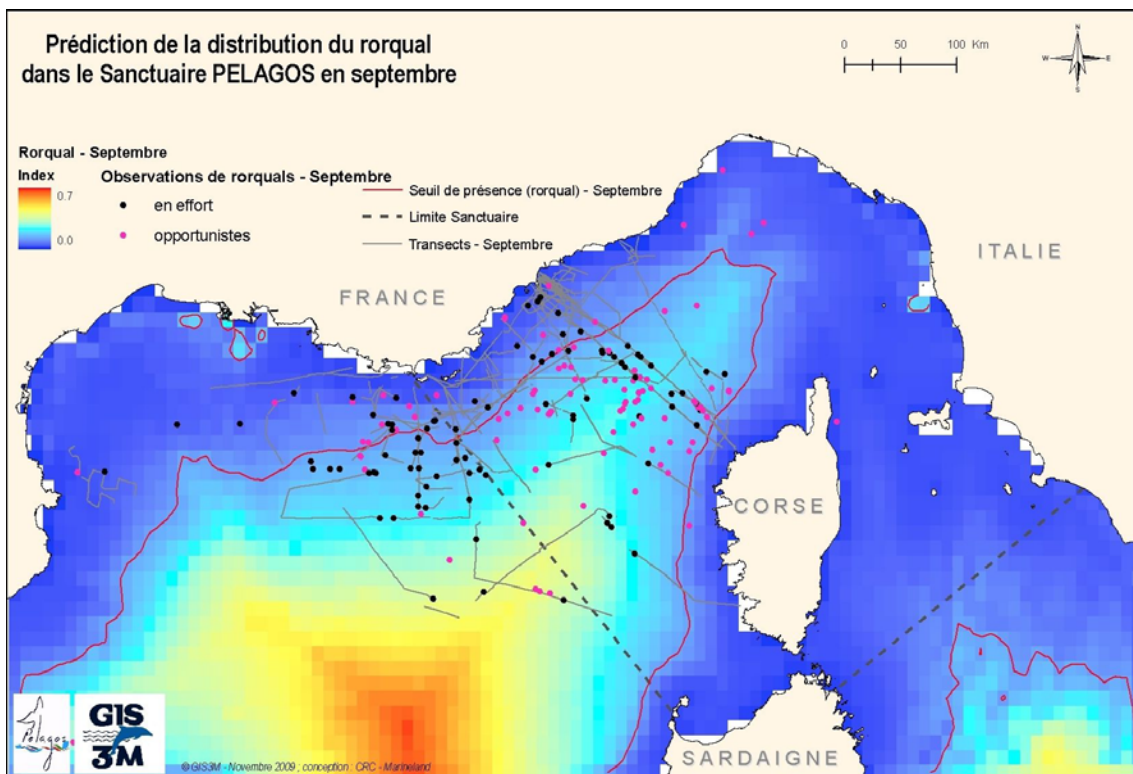 Prédiction de la distribution du rorqual
dans le Sanctuaire PELAGOS en septembre
0 50 100 Km
N
W E
S
Rorqual - Septembre
Index
0.7
0.0
Observations de rorquals - Septembre
en effort
opportunistes
Seuil de présence (rorqual) - Septembre
Limite Sanctuaire
Transects - Septembre
FRANCE
ITALIE
CORSE
SARDAIGNE
Pelagos
GIS
3M
©GIS3M - Novembre 2009 ; conception : CRC - Marineland